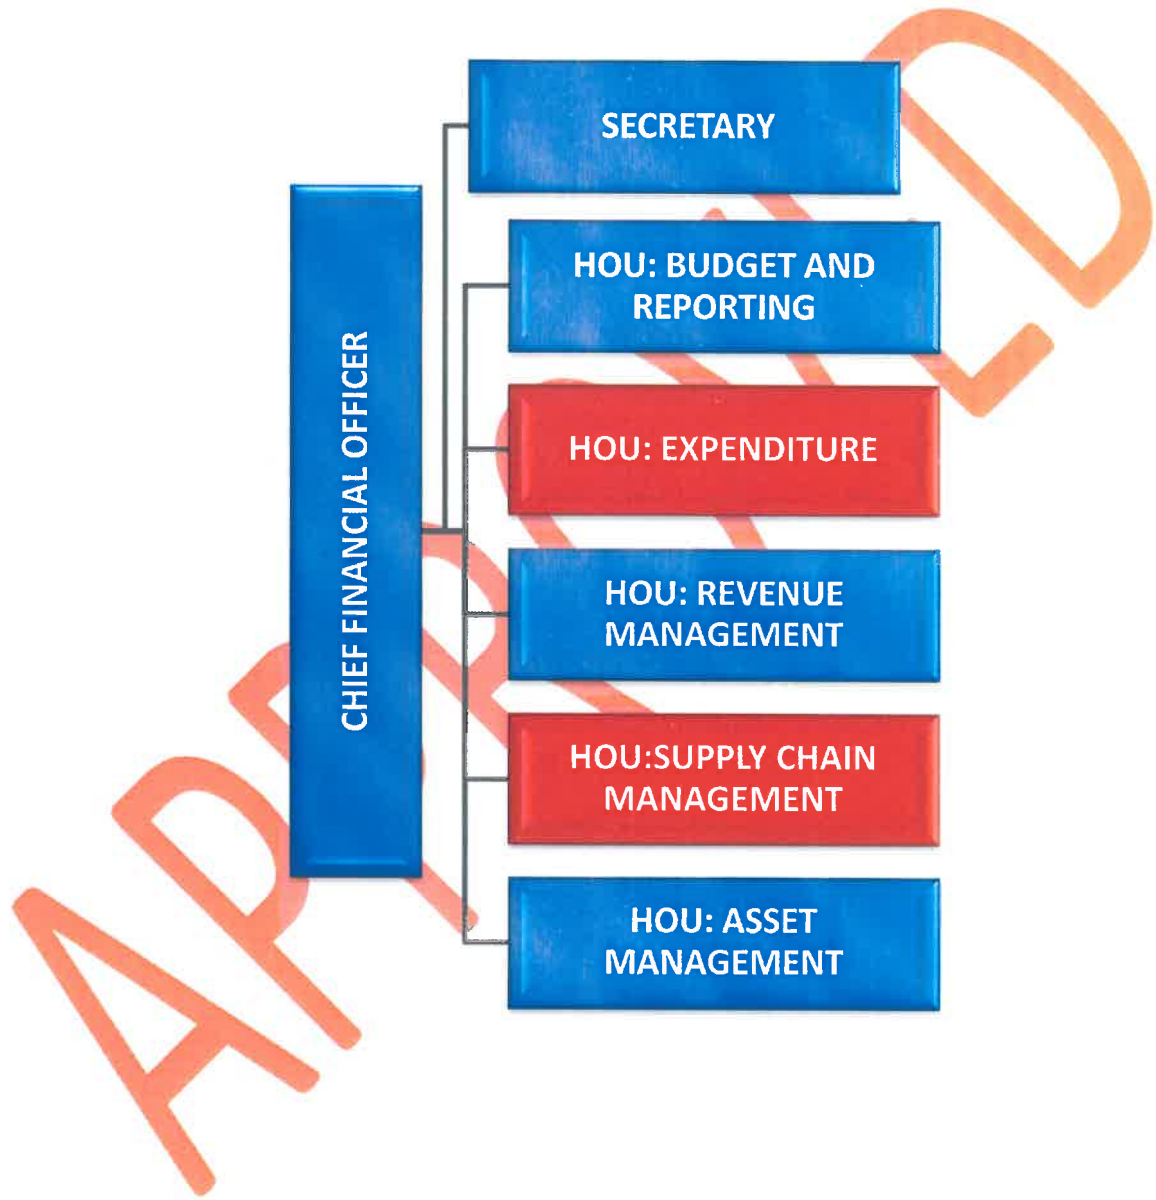 SECRETARY
HOU: BUDGET AND
REPORTING
HOU: EXPENDITURE
CHIEF FINANCIAL OFFICER
HOU: REVENUE
MANAGEMENT
HOU:SUPPLY CHAIN
MANAGEMENT
HOU: ASSET
MANAGEMENT
APPROVED